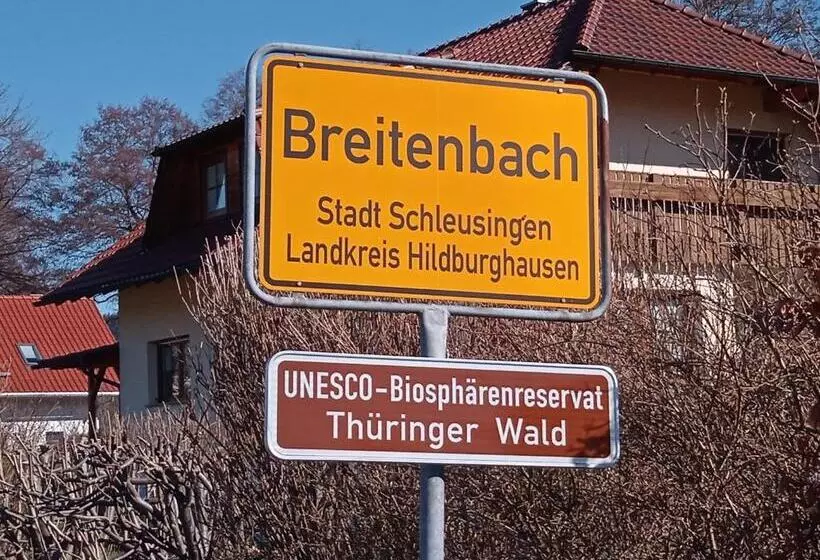 Breitenbach
Stadt Schleusingen
Landkreis Hildburghausen
UNESCO-Biosphärenreservat
Thüringer Wald